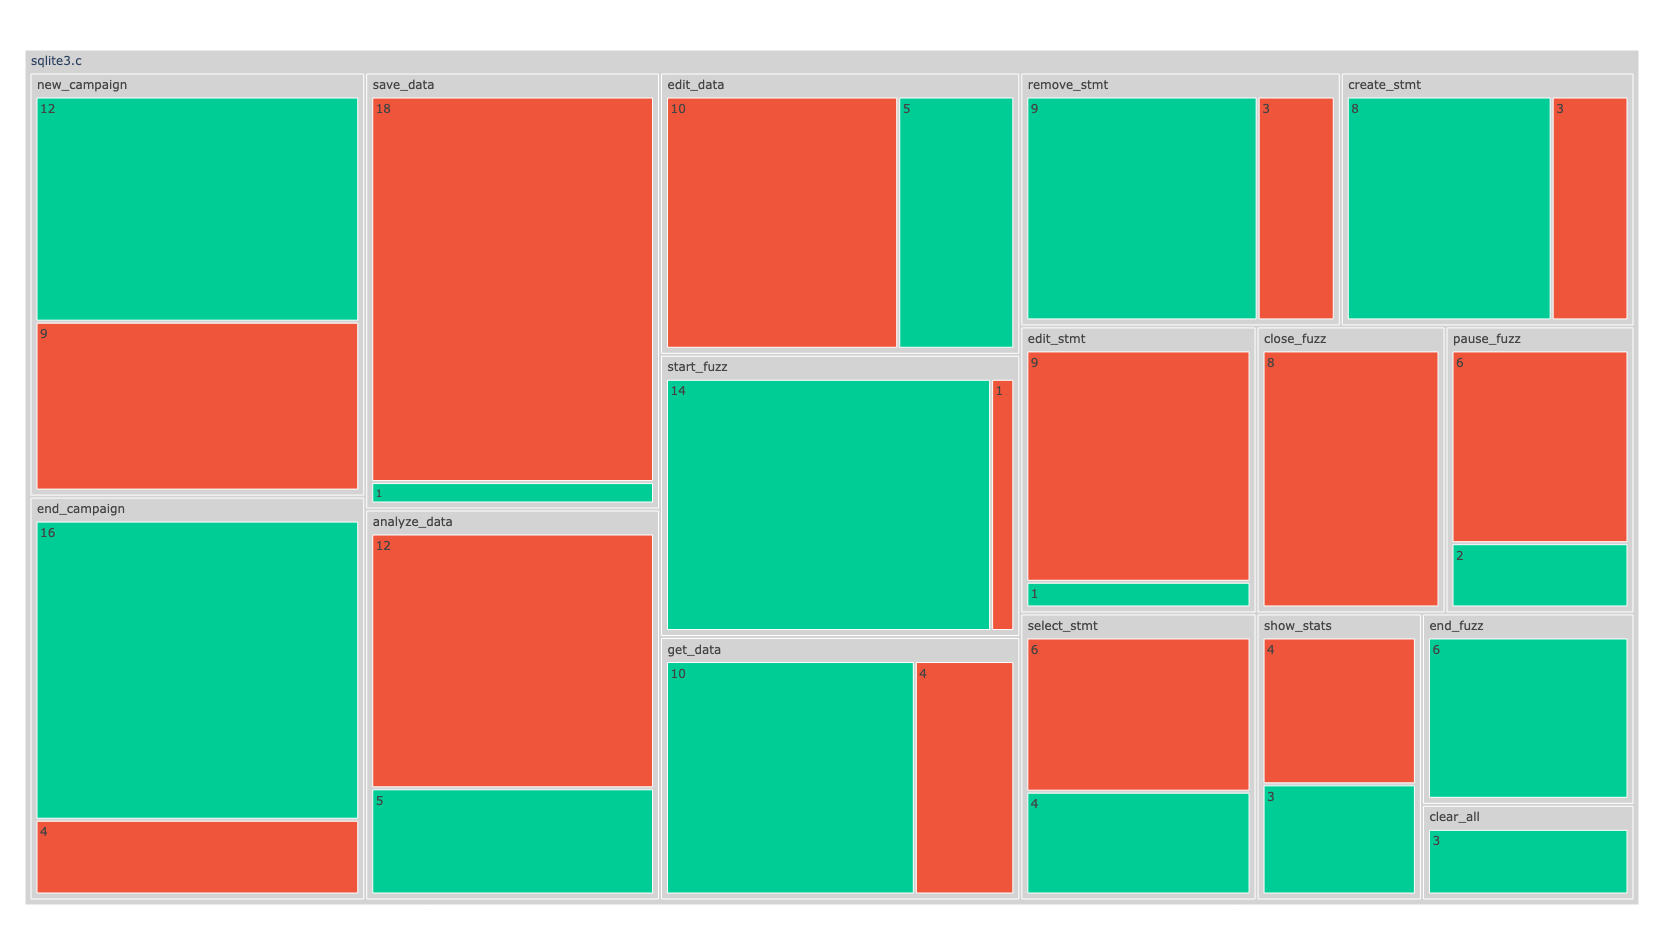 sqlite3.c
new_campaign
12
9
end_campaign
16
4
save_data
18
1
analyze_data
12
5
edit_data
10
5
start_fuzz
14
1
get_data
10
4
remove_stmt
9
3
create_stmt
8
3
edit_stmt
9
1
close_fuzz
8
pause_fuzz
6
2
select_stmt
6
4
show_stats
4
3
end_fuzz
6
clear_all
3